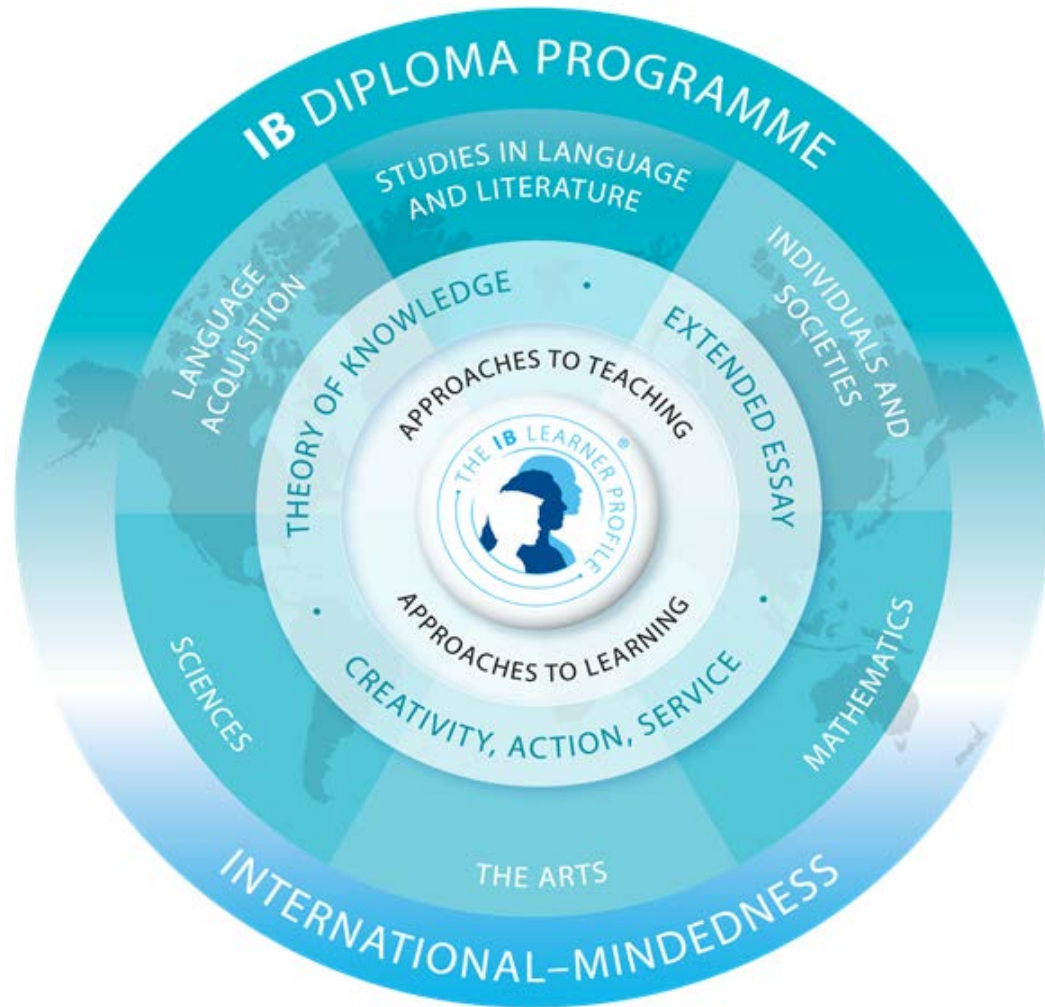 IB DIPLOMA PROGRAMME
STUDIES IN LANGUAGE
AND LITERATURE
LANGUAGE
ACQUISITION
INDIVIDUALS AND
SOCIETIES
THEORY OF KNOWLEDGE
·
EXTENDED ESSAY
·
APPROACHES TO TEACHING
THE IB LEARNER PROFILE ®
APPROACHES TO LEARNING
·
CREATIVITY, ACTION, SERVICE
SCIENCES
MATHEMATICS
THE ARTS
INTERNATIONAL–MINDEDNESS